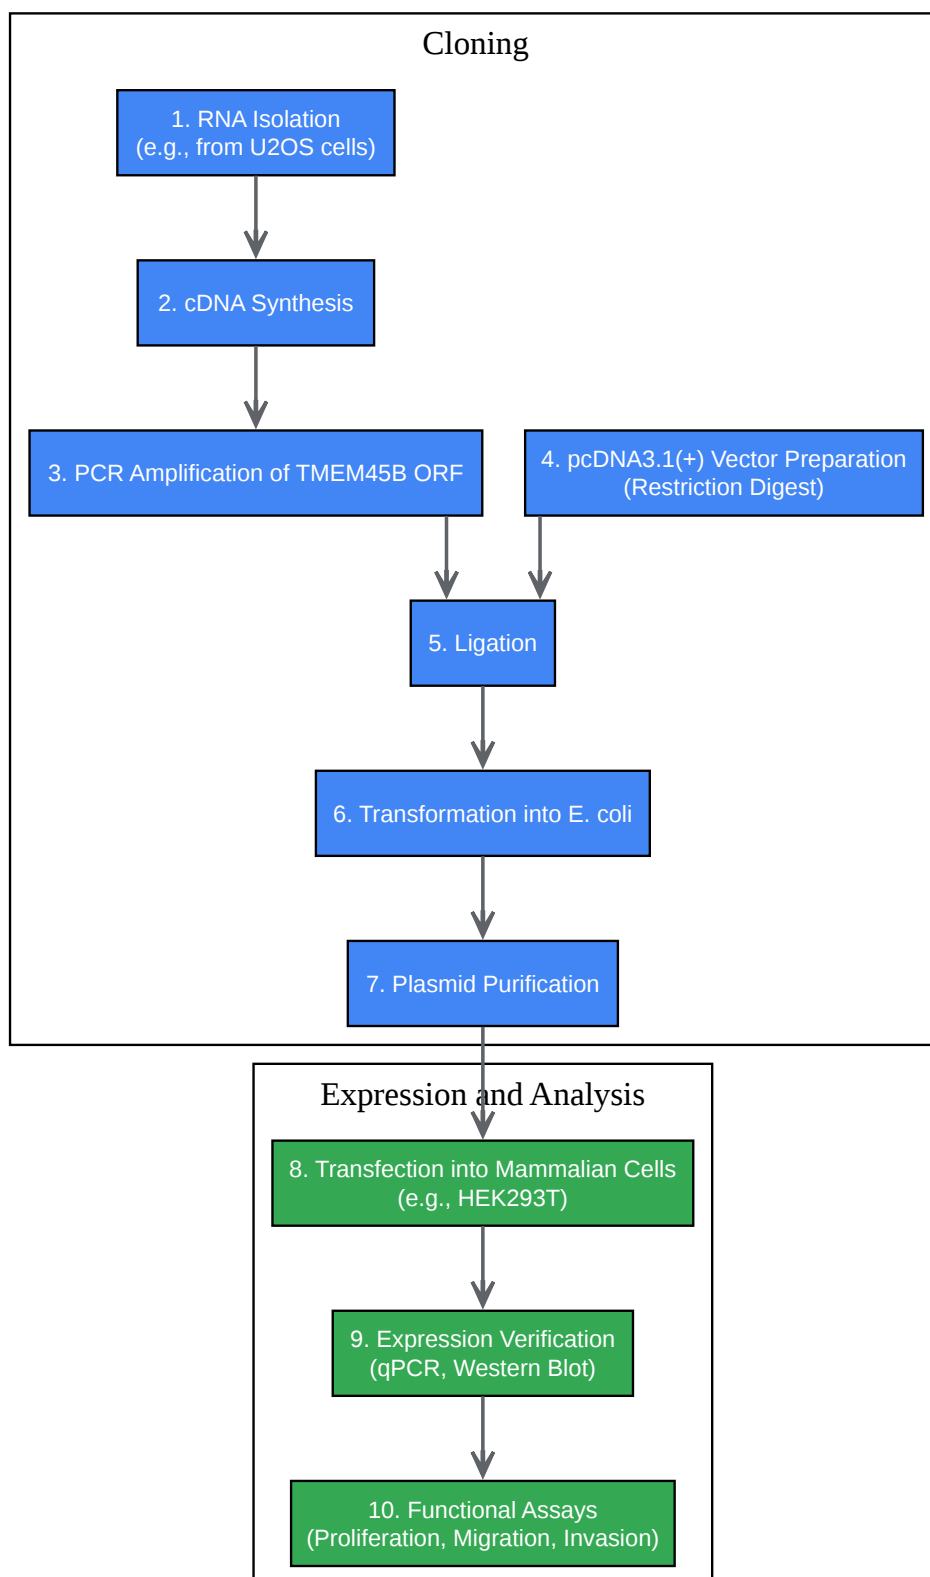 Cloning
1. RNA Isolation
(e.g., from U2OS cells)
2. cDNA Synthesis
3. PCR Amplification of TMEM45B ORF
4. pcDNA3.1(+) Vector Preparation
(Restriction Digest)
5. Ligation
6. Transformation into E. coli
7. Plasmid Purification
Expression and Analysis
8. Transfection into Mammalian Cells
(e.g., HEK293T)
9. Expression Verification
(qPCR, Western Blot)
10. Functional Assays
(Proliferation, Migration, Invasion)